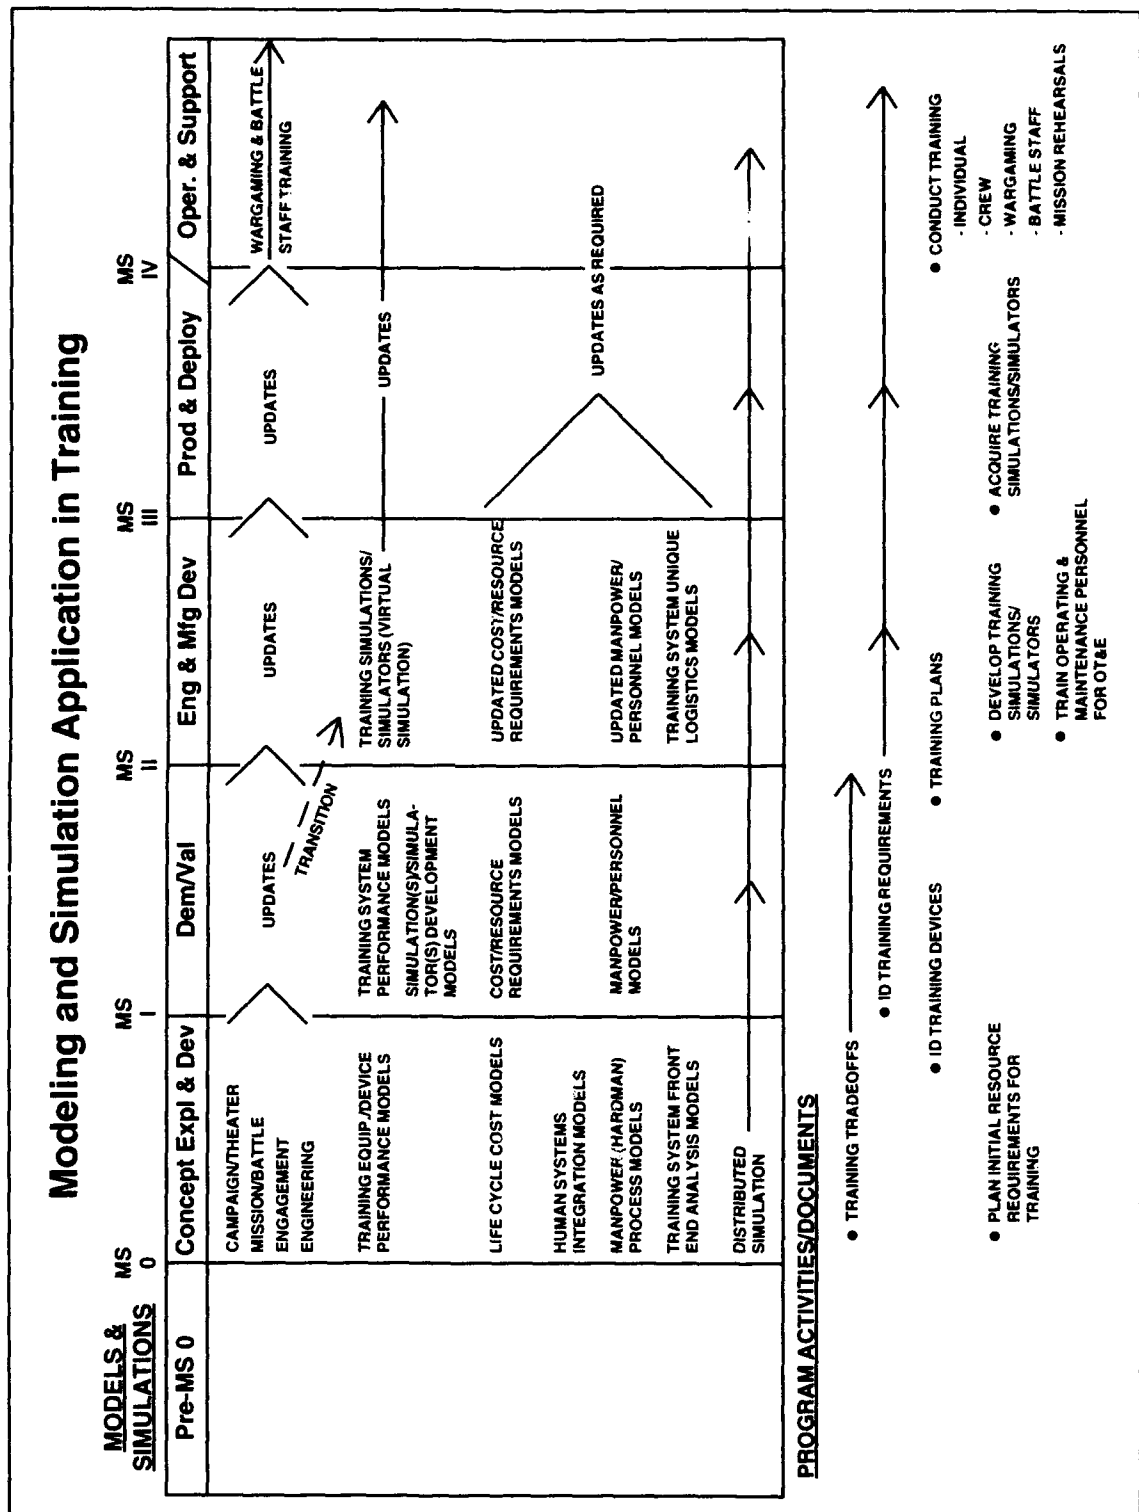 Modeling and Simulation Application in Training
MODELS &
SIMULATIONS
MS
0
MS
I
MS
II
MS
III
MS
IV
Pre-MS 0
Concept Expl & Dev
Dem/Val
Eng & Mfg Dev
Prod & Deploy
Oper. & Support
CAMPAIGN/THEATER
MISSION/BATTLE
ENGAGEMENT
ENGINEERING
UPDATES
UPDATES
UPDATES
WARGAMING & BATTLE
STAFF TRAINING
TRANSITION
TRAINING EQUIP./DEVICE
PERFORMANCE MODELS
TRAINING SYSTEM
PERFORMANCE MODELS
SIMULATION(S)/SIMULA-
TOR(S) DEVELOPMENT
MODELS
TRAINING SIMULATIONS/
SIMULATORS (VIRTUAL
SIMULATION)
UPDATES
LIFE CYCLE COST MODELS
COST/RESOURCE
REQUIREMENTS MODELS
UPDATED COST/RESOURCE
REQUIREMENTS MODELS
HUMAN SYSTEMS
INTEGRATION MODELS
MANPOWER (HARDMAN)
PROCESS MODELS
MANPOWER/PERSONNEL
MODELS
UPDATED MANPOWER/
PERSONNEL MODELS
UPDATES AS REQUIRED
TRAINING SYSTEM FRONT
END ANALYSIS MODELS
TRAINING SYSTEM UNIQUE
LOGISTICS MODELS
DISTRIBUTED
SIMULATION
PROGRAM ACTIVITIES/DOCUMENTS
● TRAINING TRADEOFFS
● ID TRAINING REQUIREMENTS
● ID TRAINING DEVICES
● TRAINING PLANS
● CONDUCT TRAINING
- INDIVIDUAL
- CREW
- WARGAMING
- BATTLE STAFF
- MISSION REHEARSALS
● PLAN INITIAL RESOURCE
REQUIREMENTS FOR
TRAINING
● DEVELOP TRAINING
SIMULATIONS/
SIMULATORS
● TRAIN OPERATING &
MAINTENANCE PERSONNEL
FOR OT&E
● ACQUIRE TRAINING
SIMULATIONS/SIMULATORS